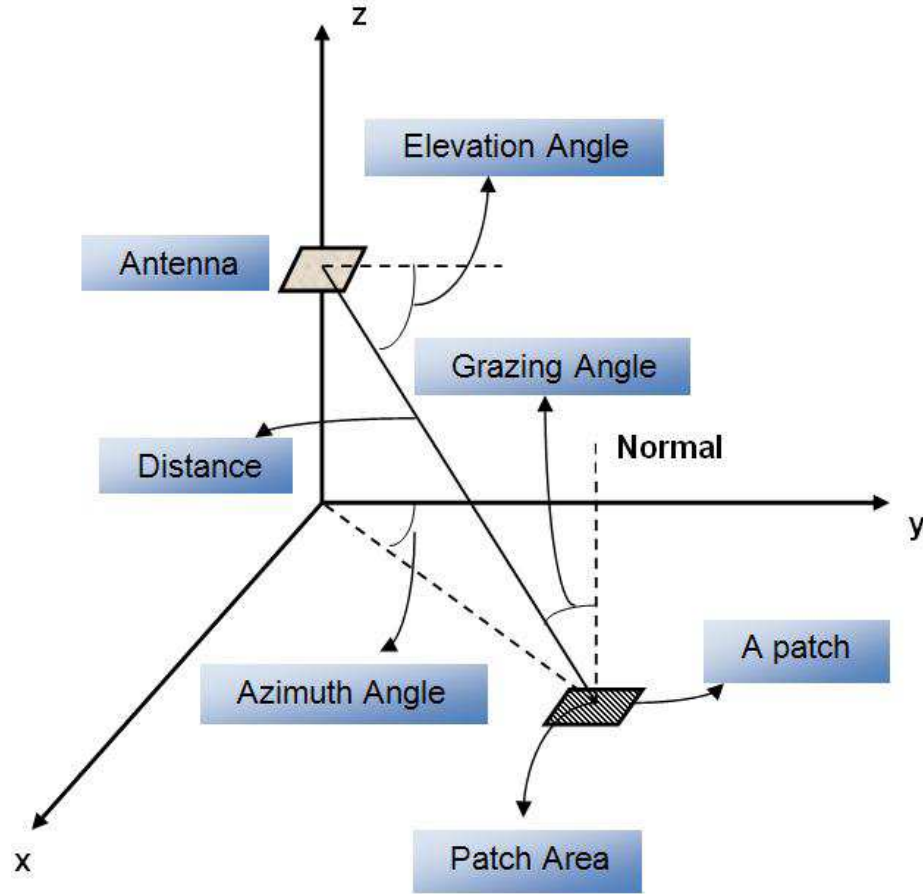 z
Elevation Angle
Antenna
Grazing Angle
Normal
Distance
y
A patch
Azimuth Angle
x
Patch Area